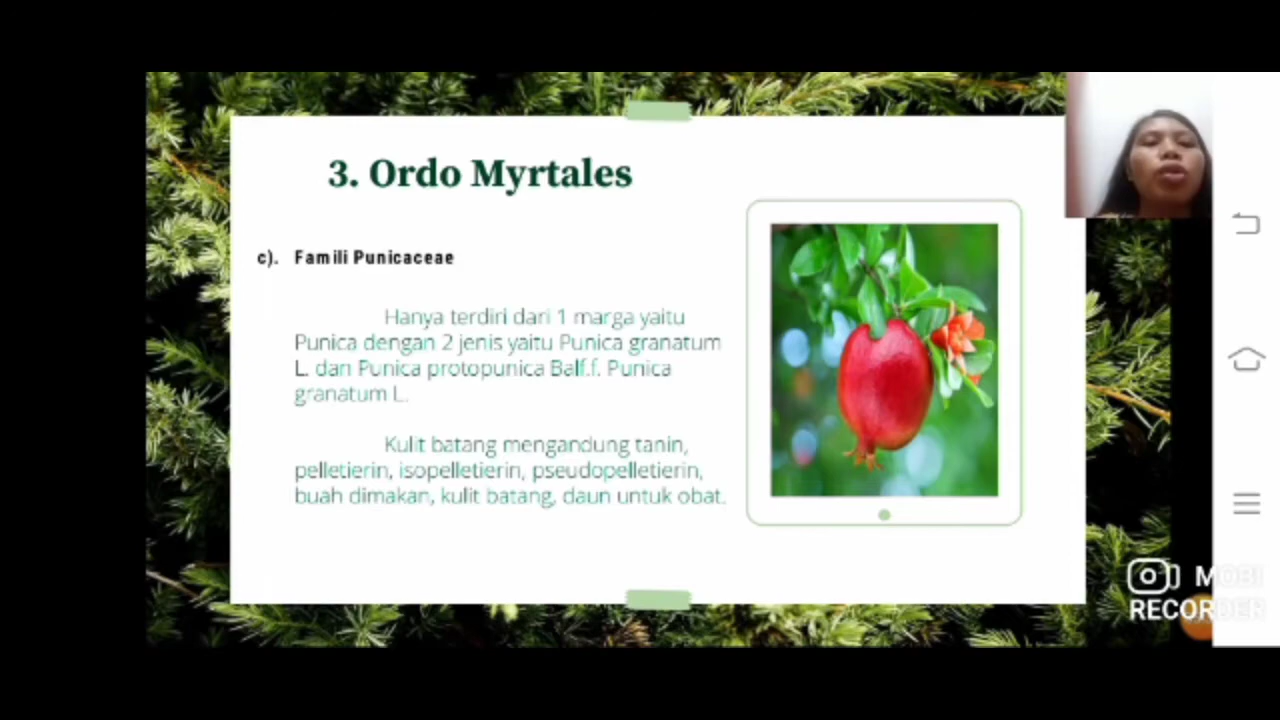 3. Ordo Myrtales
c). Famili Punicaceae
Hanya terdiri dari 1 marga yaitu
Punica dengan 2 jenis yaitu Punica granatum
L. dan Punica protopunica Balf.f. Punica
granatum L.
Kulit batang mengandung tanin,
pelletierin, isopelletierin, pseudopelletierin,
buah dimakan, kulit batang, daun untuk obat.
MOBI
RECORDER